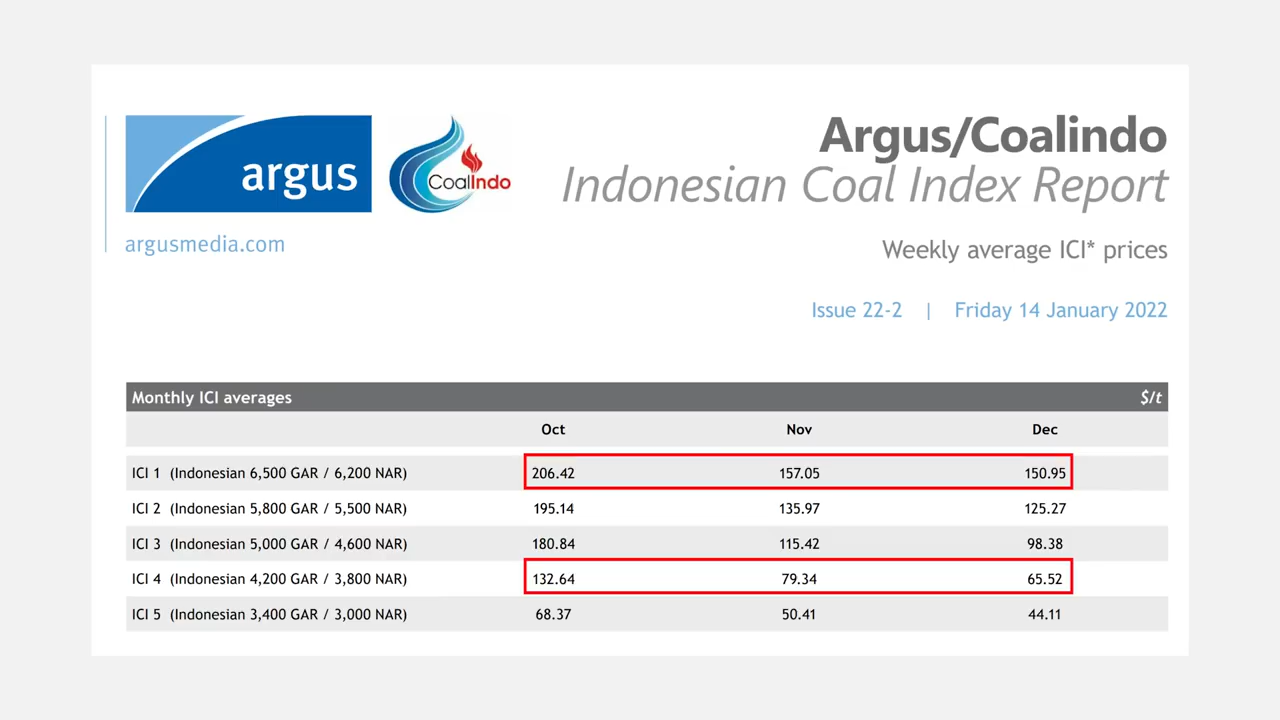 argus
CoalIndo
argusmedia.com
Argus/Coalindo
Indonesian Coal Index Report
Weekly average ICI* prices
Issue 22-2 | Friday 14 January 2022
Monthly ICI averages $/t
Oct Nov Dec
ICI 1 (Indonesian 6,500 GAR / 6,200 NAR) 206.42 157.05 150.95
ICI 2 (Indonesian 5,800 GAR / 5,500 NAR) 195.14 135.97 125.27
ICI 3 (Indonesian 5,000 GAR / 4,600 NAR) 180.84 115.42 98.38
ICI 4 (Indonesian 4,200 GAR / 3,800 NAR) 132.64 79.34 65.52
ICI 5 (Indonesian 3,400 GAR / 3,000 NAR) 68.37 50.41 44.11